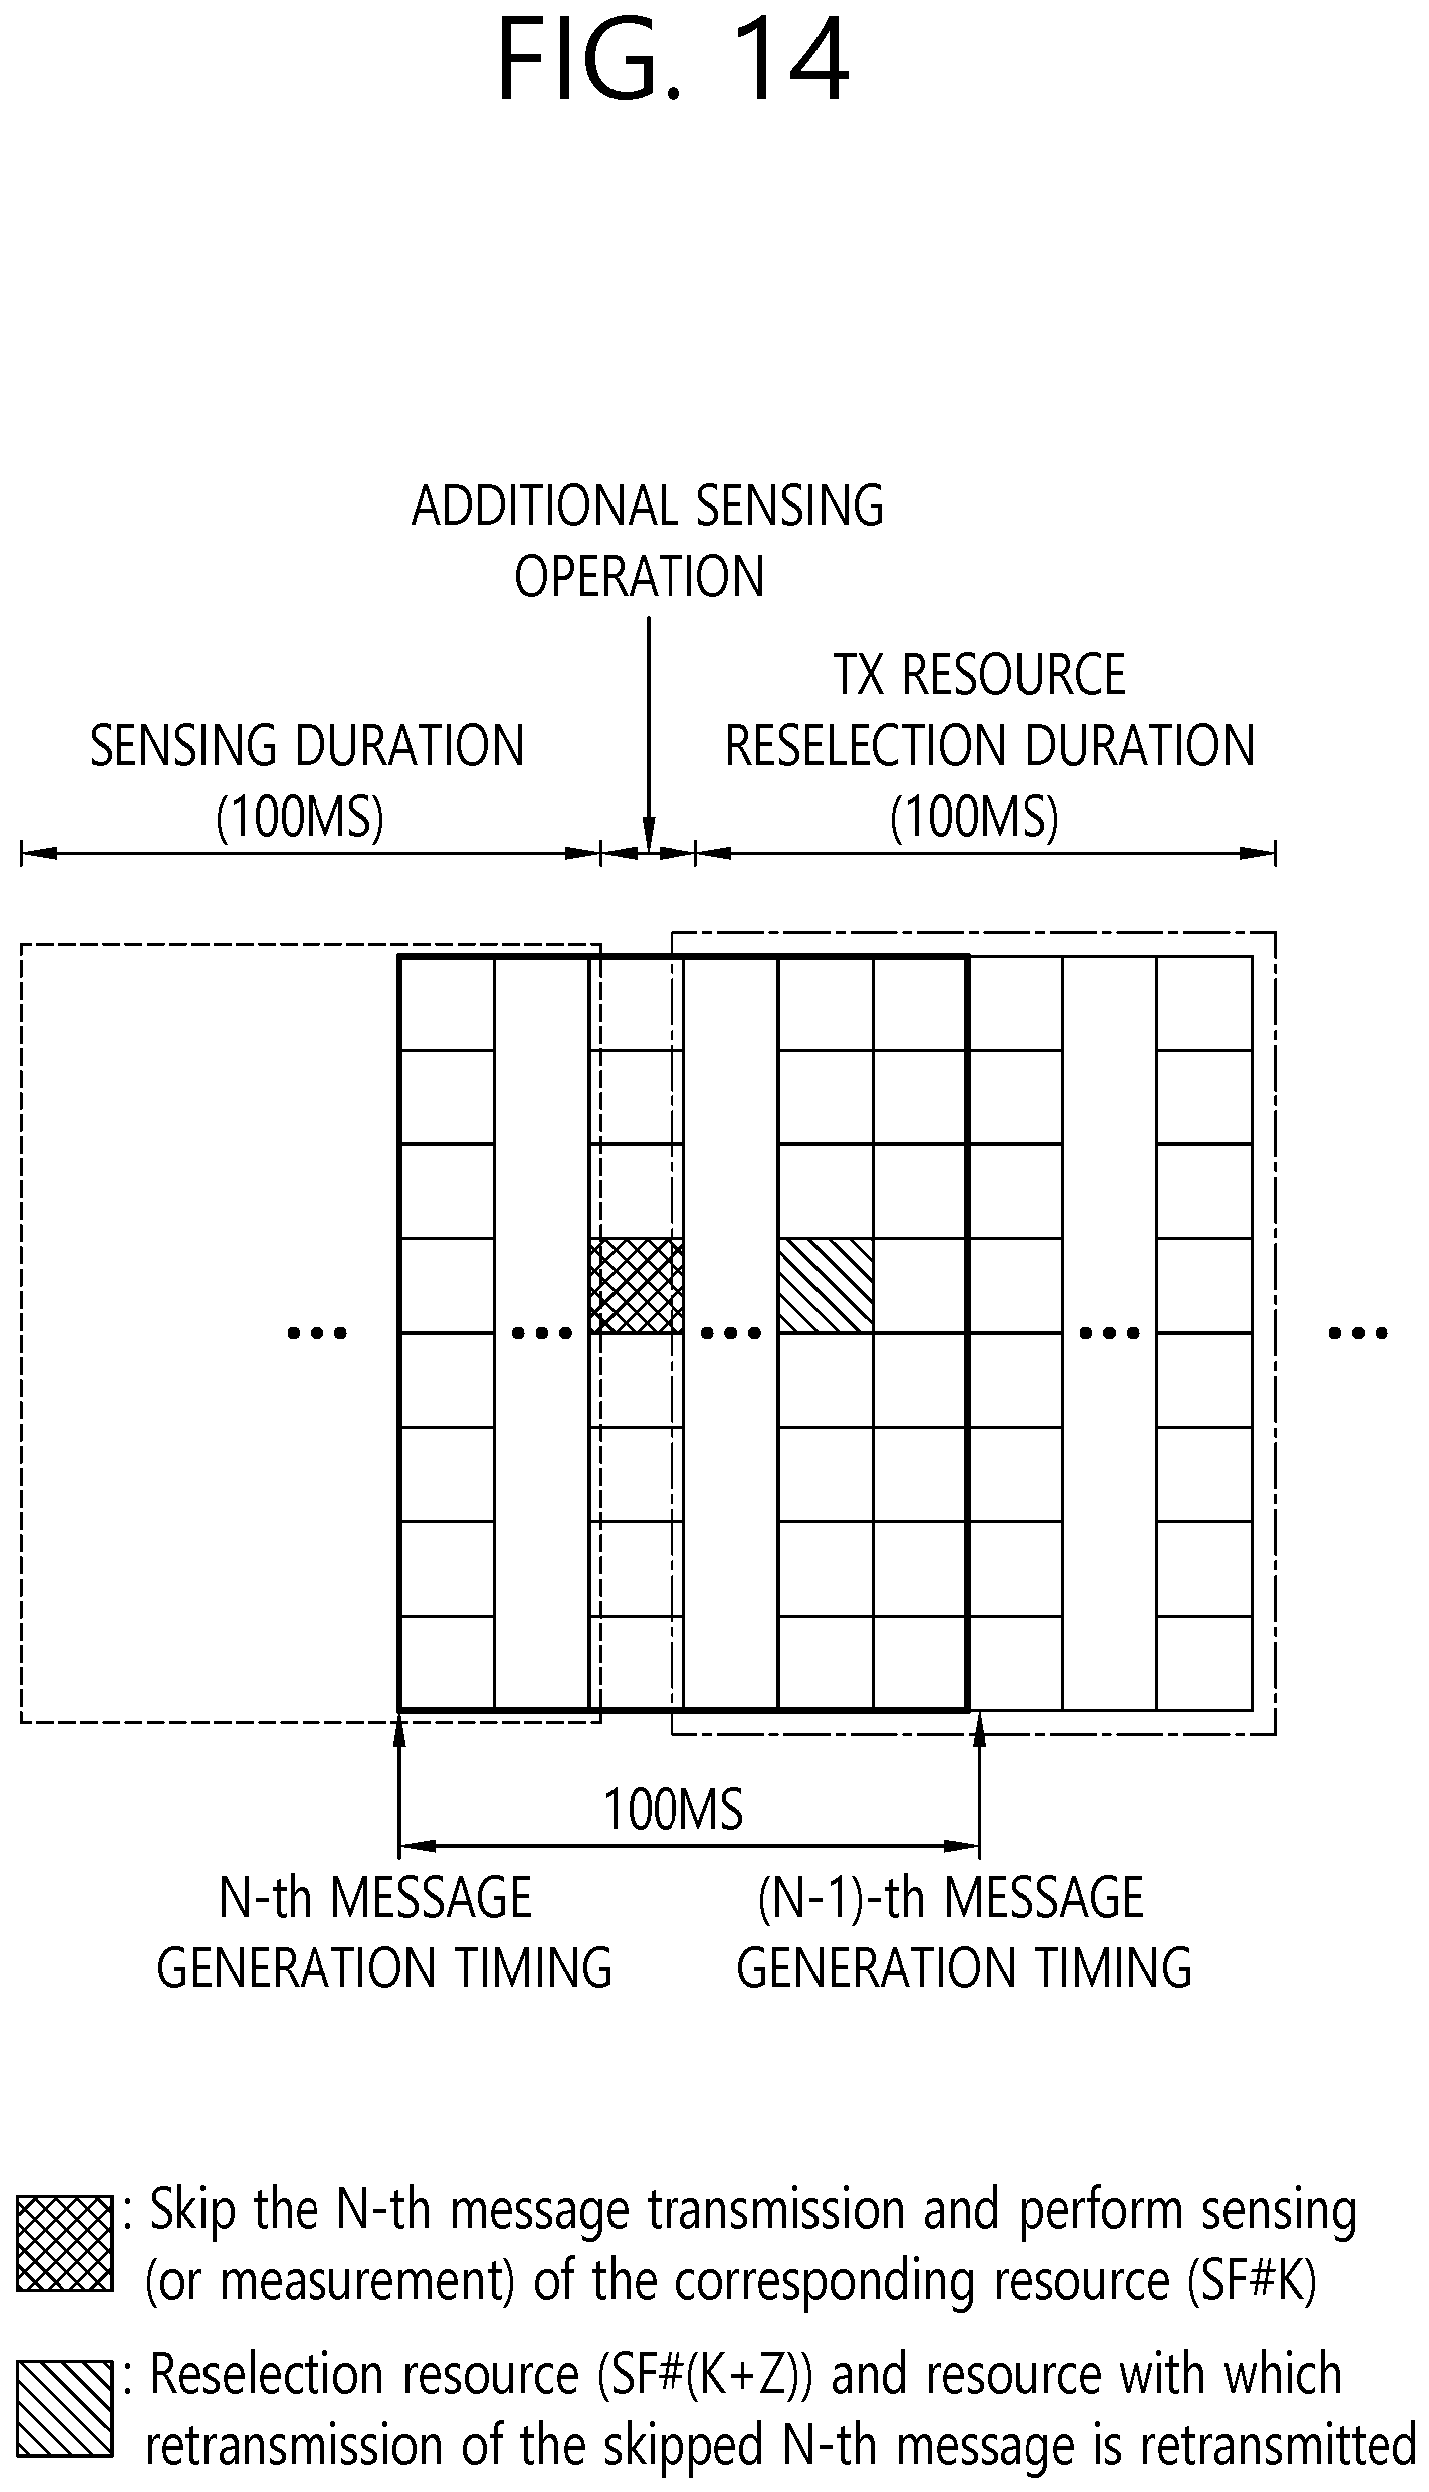 FIG. 14
ADDITIONAL SENSING
OPERATION
TX RESOURCE
RESELECTION DURATION
(100MS)
SENSING DURATION
(100MS)
100MS
N-th MESSAGE
GENERATION TIMING
(N-1)-th MESSAGE
GENERATION TIMING
: Skip the N-th message transmission and perform sensing
(or measurement) of the corresponding resource (SF#K)
: Reselection resource (SF#(K+Z)) and resource with which
retransmission of the skipped N-th message is retransmitted